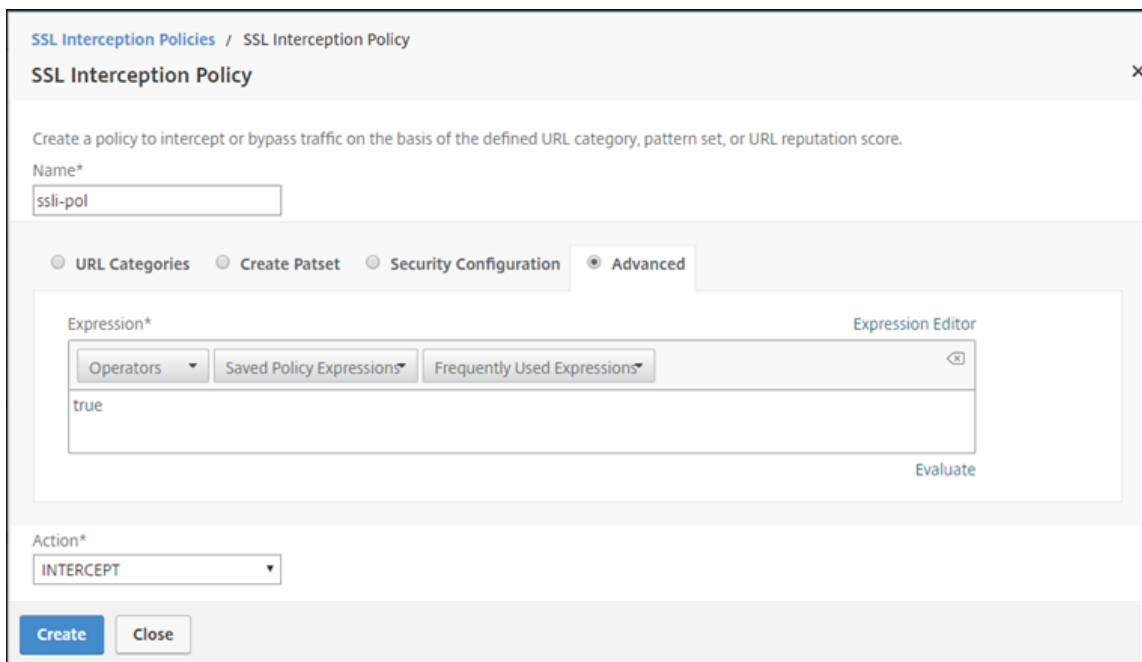 SSL Interception Policies / SSL Interception Policy
SSL Interception Policy
Create a policy to intercept or bypass traffic on the basis of the defined URL category, pattern set, or URL reputation score.
Name*
ssli-pol
URL Categories Create Patset Security Configuration Advanced
Expression* Expression Editor
Operators Saved Policy Expressions Frequently Used Expressions
true
Evaluate
Action*
INTERCEPT
Create Close